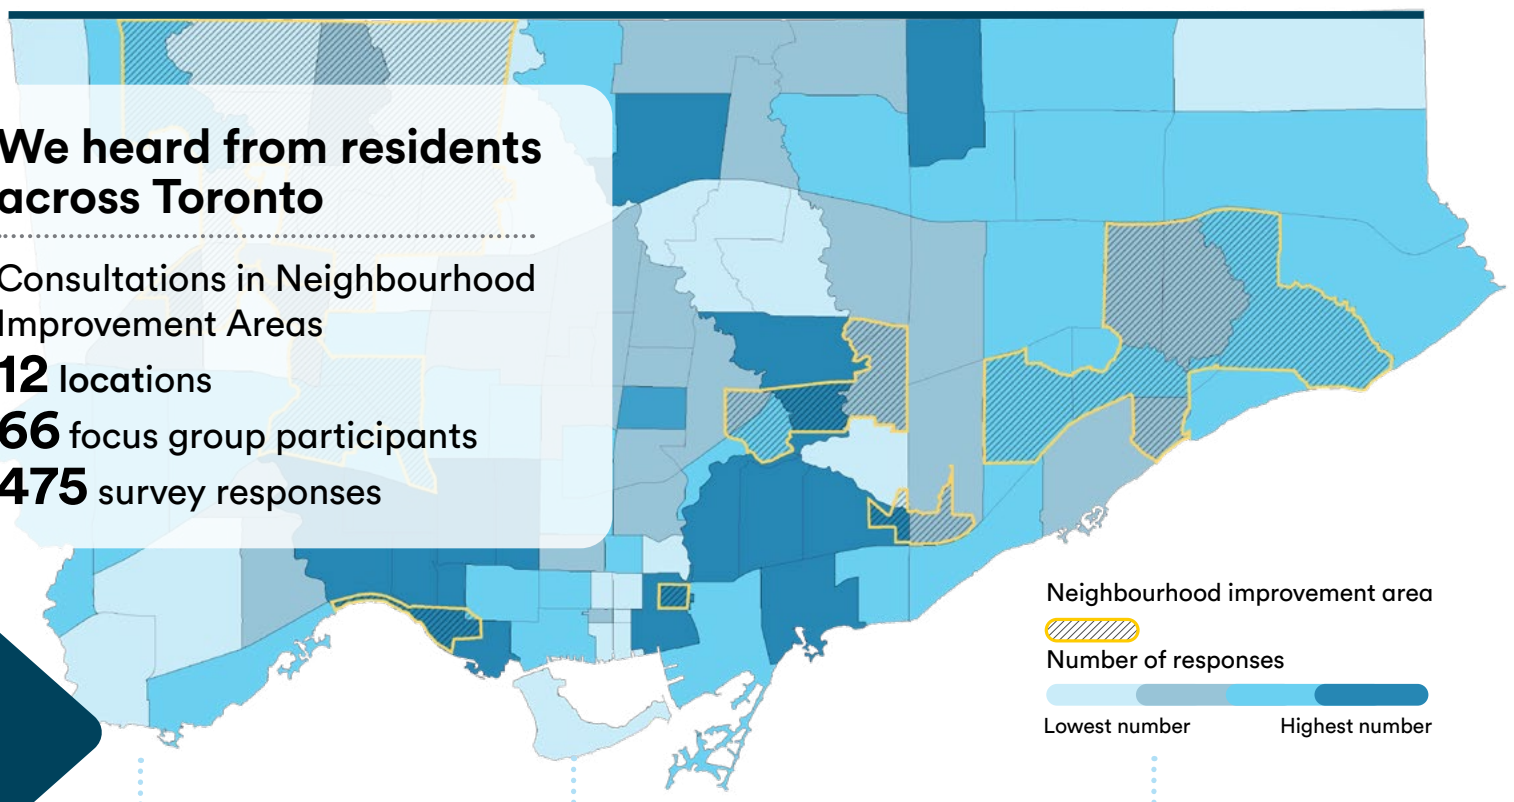 We heard from residents
across Toronto
Consultations in Neighbourhood
Improvement Areas
12 locations
66 focus group participants
475 survey responses
Neighbourhood improvement area
Number of responses
Lowest number Highest number